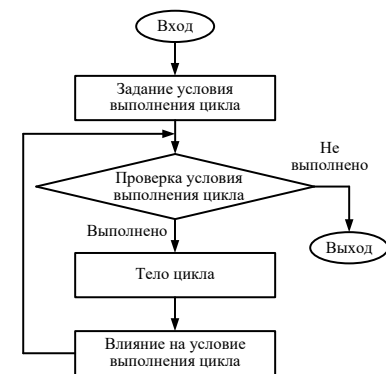 Вход
Задание условия
выполнения цикла
Проверка условия
выполнения цикла
Не
выполнено
Выполнено
Выход
Тело цикла
Влияние на условие
выполнения цикла